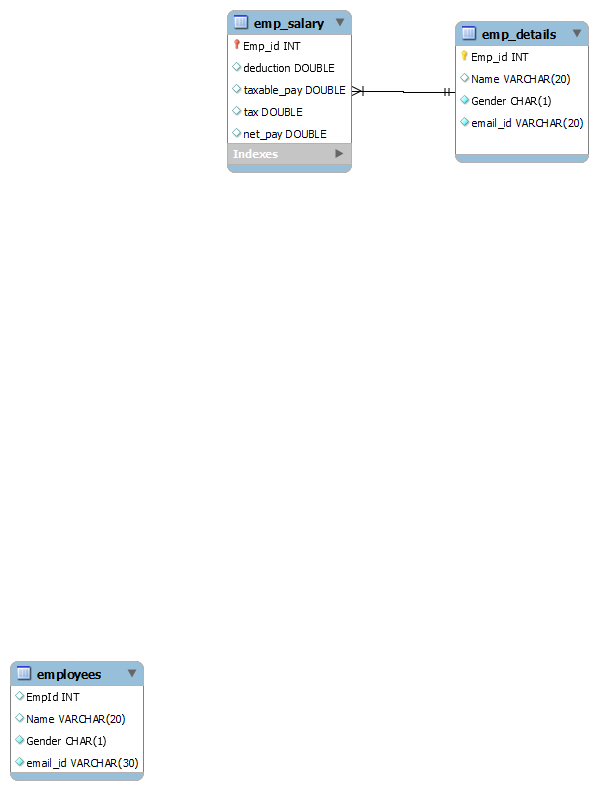 emp_salary
Emp_id INT
deduction DOUBLE
taxable_pay DOUBLE
tax DOUBLE
net_pay DOUBLE
Indexes
emp_details
Emp_id INT
Name VARCHAR(20)
Gender CHAR(1)
email_id VARCHAR(20)
employees
EmpId INT
Name VARCHAR(20)
Gender CHAR(1)
email_id VARCHAR(30)